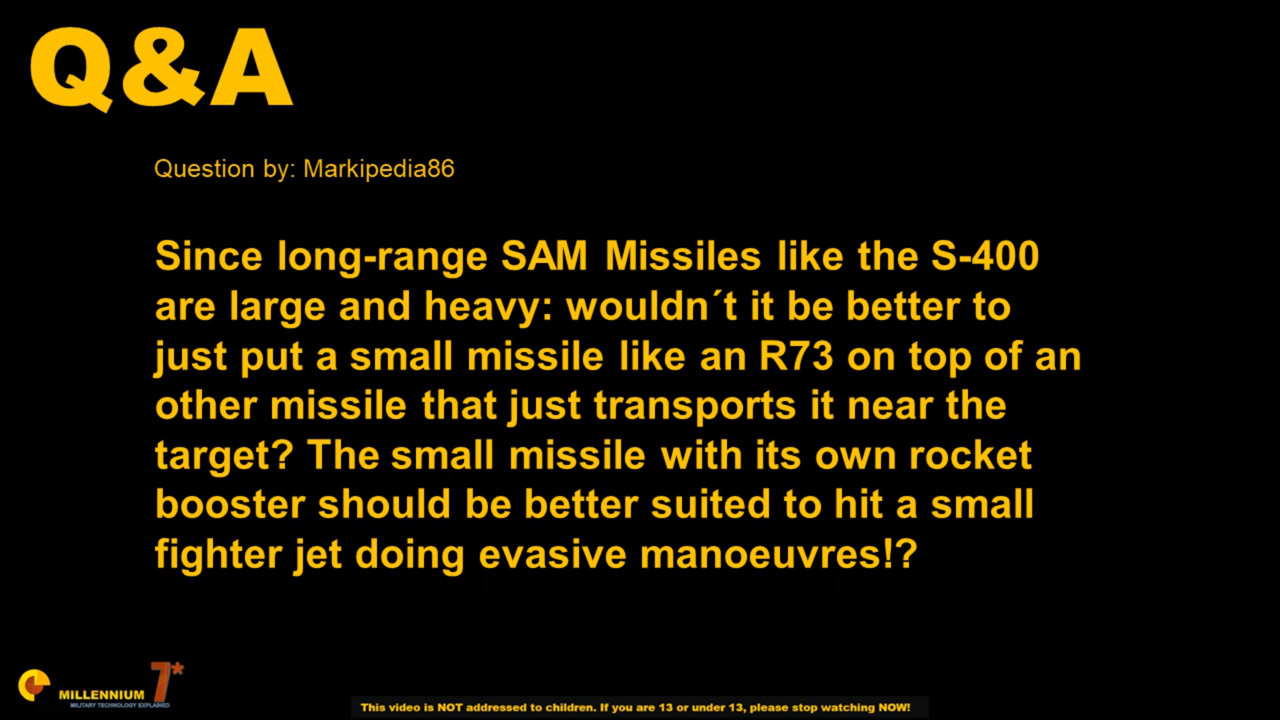 Q&A
Question by: Markipedia86
Since long-range SAM Missiles like the S-400
are large and heavy: wouldn´t it be better to
just put a small missile like an R73 on top of an
other missile that just transports it near the
target? The small missile with its own rocket
booster should be better suited to hit a small
fighter jet doing evasive manoeuvres!?
MILLENNIUM 7*
MILITARY TECHNOLOGY EXPLAINED
This video is NOT addressed to children. If you are 13 or under 13, please stop watching NOW!